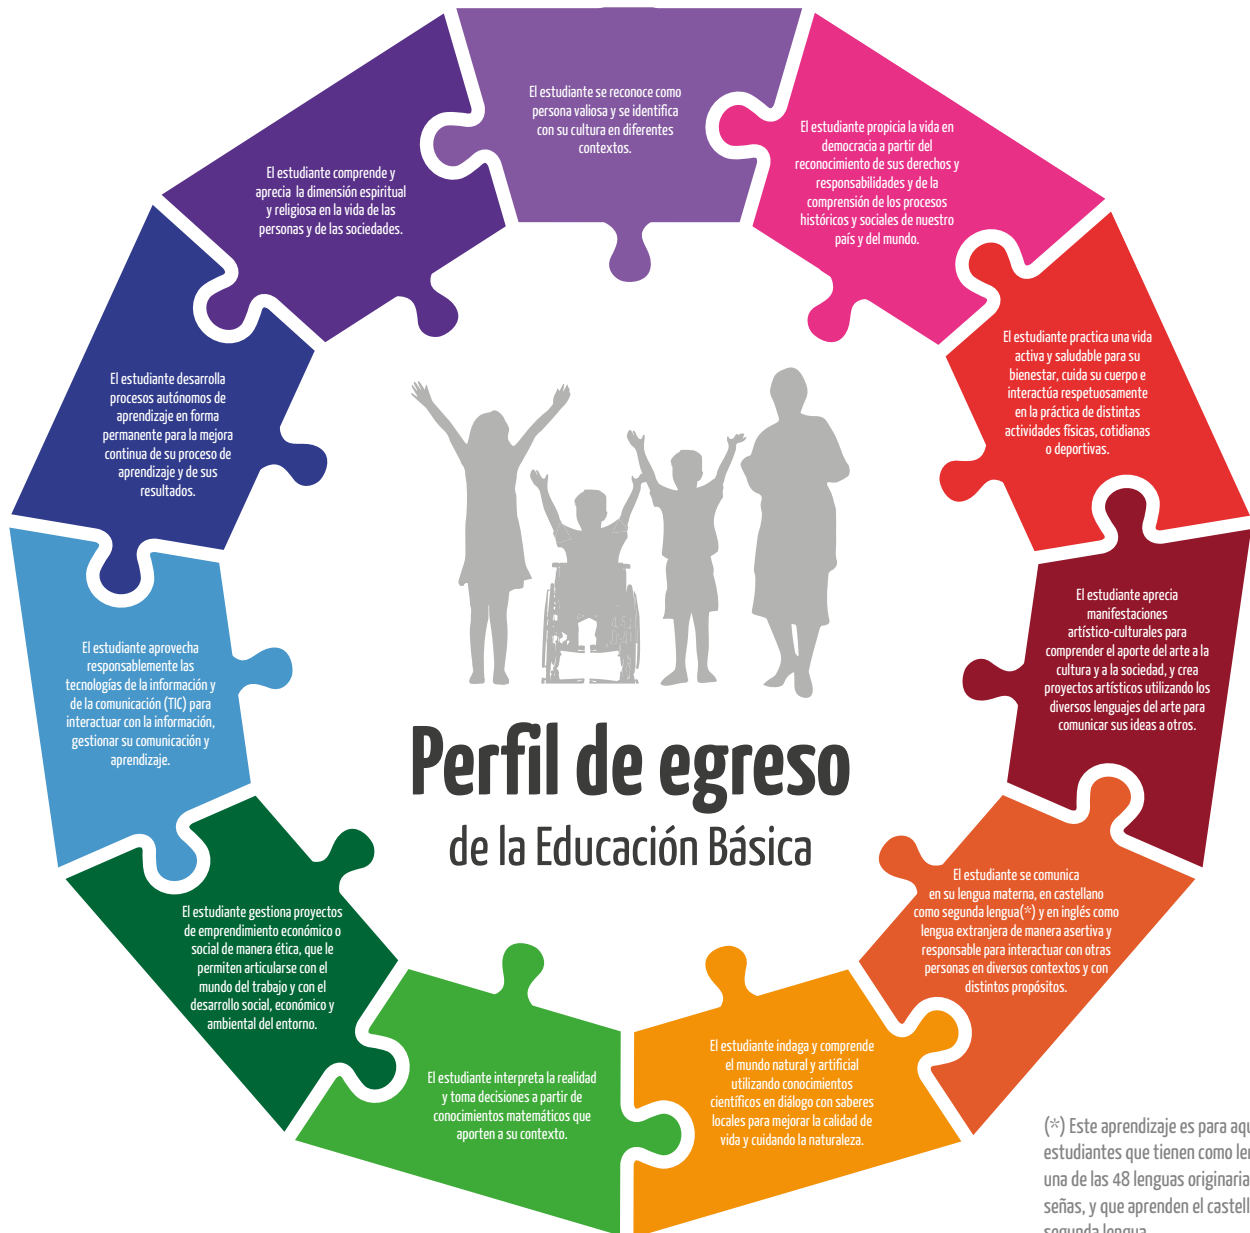 El estudiante se reconoce como
persona valiosa y se identifica
con su cultura en diferentes
contextos.
El estudiante propicia la vida en
democracia a partir del
reconocimiento de sus derechos y
responsabilidades y de la
comprensión de los procesos
históricos y sociales de nuestro
país y del mundo.
El estudiante practica una vida
activa y saludable para su
bienestar, cuida su cuerpo e
interactúa respetuosamente
en la práctica de distintas
actividades físicas, cotidianas
o deportivas.
El estudiante aprecia
manifestaciones
artístico-culturales para
comprender el aporte del arte a la
cultura y a la sociedad, y crea
proyectos artísticos utilizando los
diversos lenguajes del arte para
comunicar sus ideas a otros.
El estudiante se comunica
en su lengua materna, en castellano
como segunda lengua(*) y en inglés como
lengua extranjera de manera asertiva y
responsable para interactuar con otras
personas en diversos contextos y con
distintos propósitos.
El estudiante indaga y comprende
el mundo natural y artificial
utilizando conocimientos
científicos en diálogo con saberes
locales para mejorar la calidad de
vida y cuidando la naturaleza.
El estudiante interpreta la realidad
y toma decisiones a partir de
conocimientos matemáticos que
aporten a su contexto.
El estudiante gestiona proyectos
de emprendimiento económico o
social de manera ética, que le
permiten articularse con el
mundo del trabajo y con el
desarrollo social, económico y
ambiental del entorno.
El estudiante aprovecha
responsablemente las
tecnologías de la información y
de la comunicación (TIC) para
interactuar con la información,
gestionar su comunicación y
aprendizaje.
El estudiante desarrolla
procesos autónomos de
aprendizaje en forma
permanente para la mejora
continua de su proceso de
aprendizaje y de sus
resultados.
El estudiante comprende y
aprecia la dimensión espiritual
y religiosa en la vida de las
personas y de las sociedades.
Perfil de egreso
de la Educación Básica
(*) Este aprendizaje es para
estudiantes que tienen como
una de las 48 lenguas
señas, y que aprenden el
segunda lengua